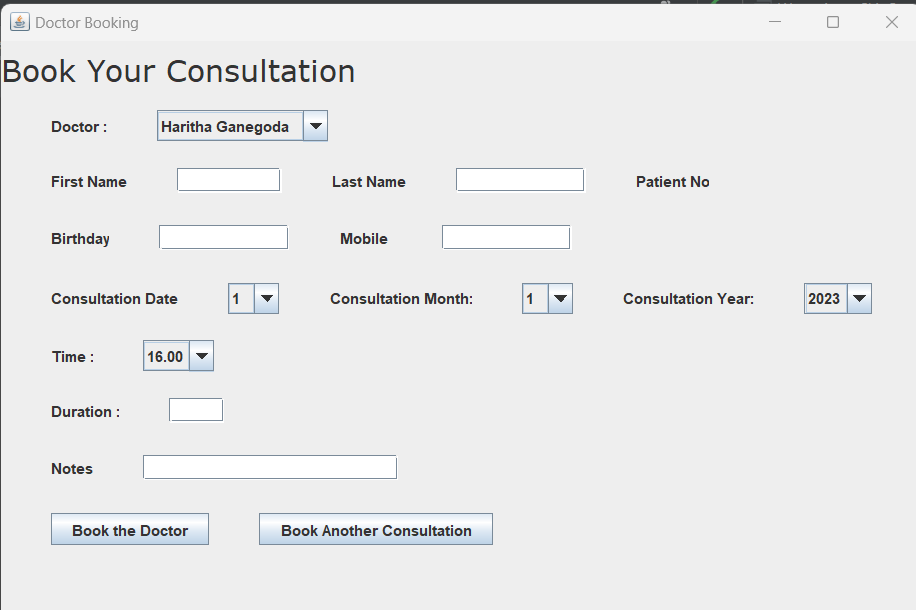 Doctor Booking
Book Your Consultation
Doctor : Haritha Ganegoda
First Name Last Name Patient No
Birthday Mobile
Consultation Date 1 Consultation Month: 1 Consultation Year: 2023
Time : 16.00
Duration :
Notes
Book the Doctor Book Another Consultation